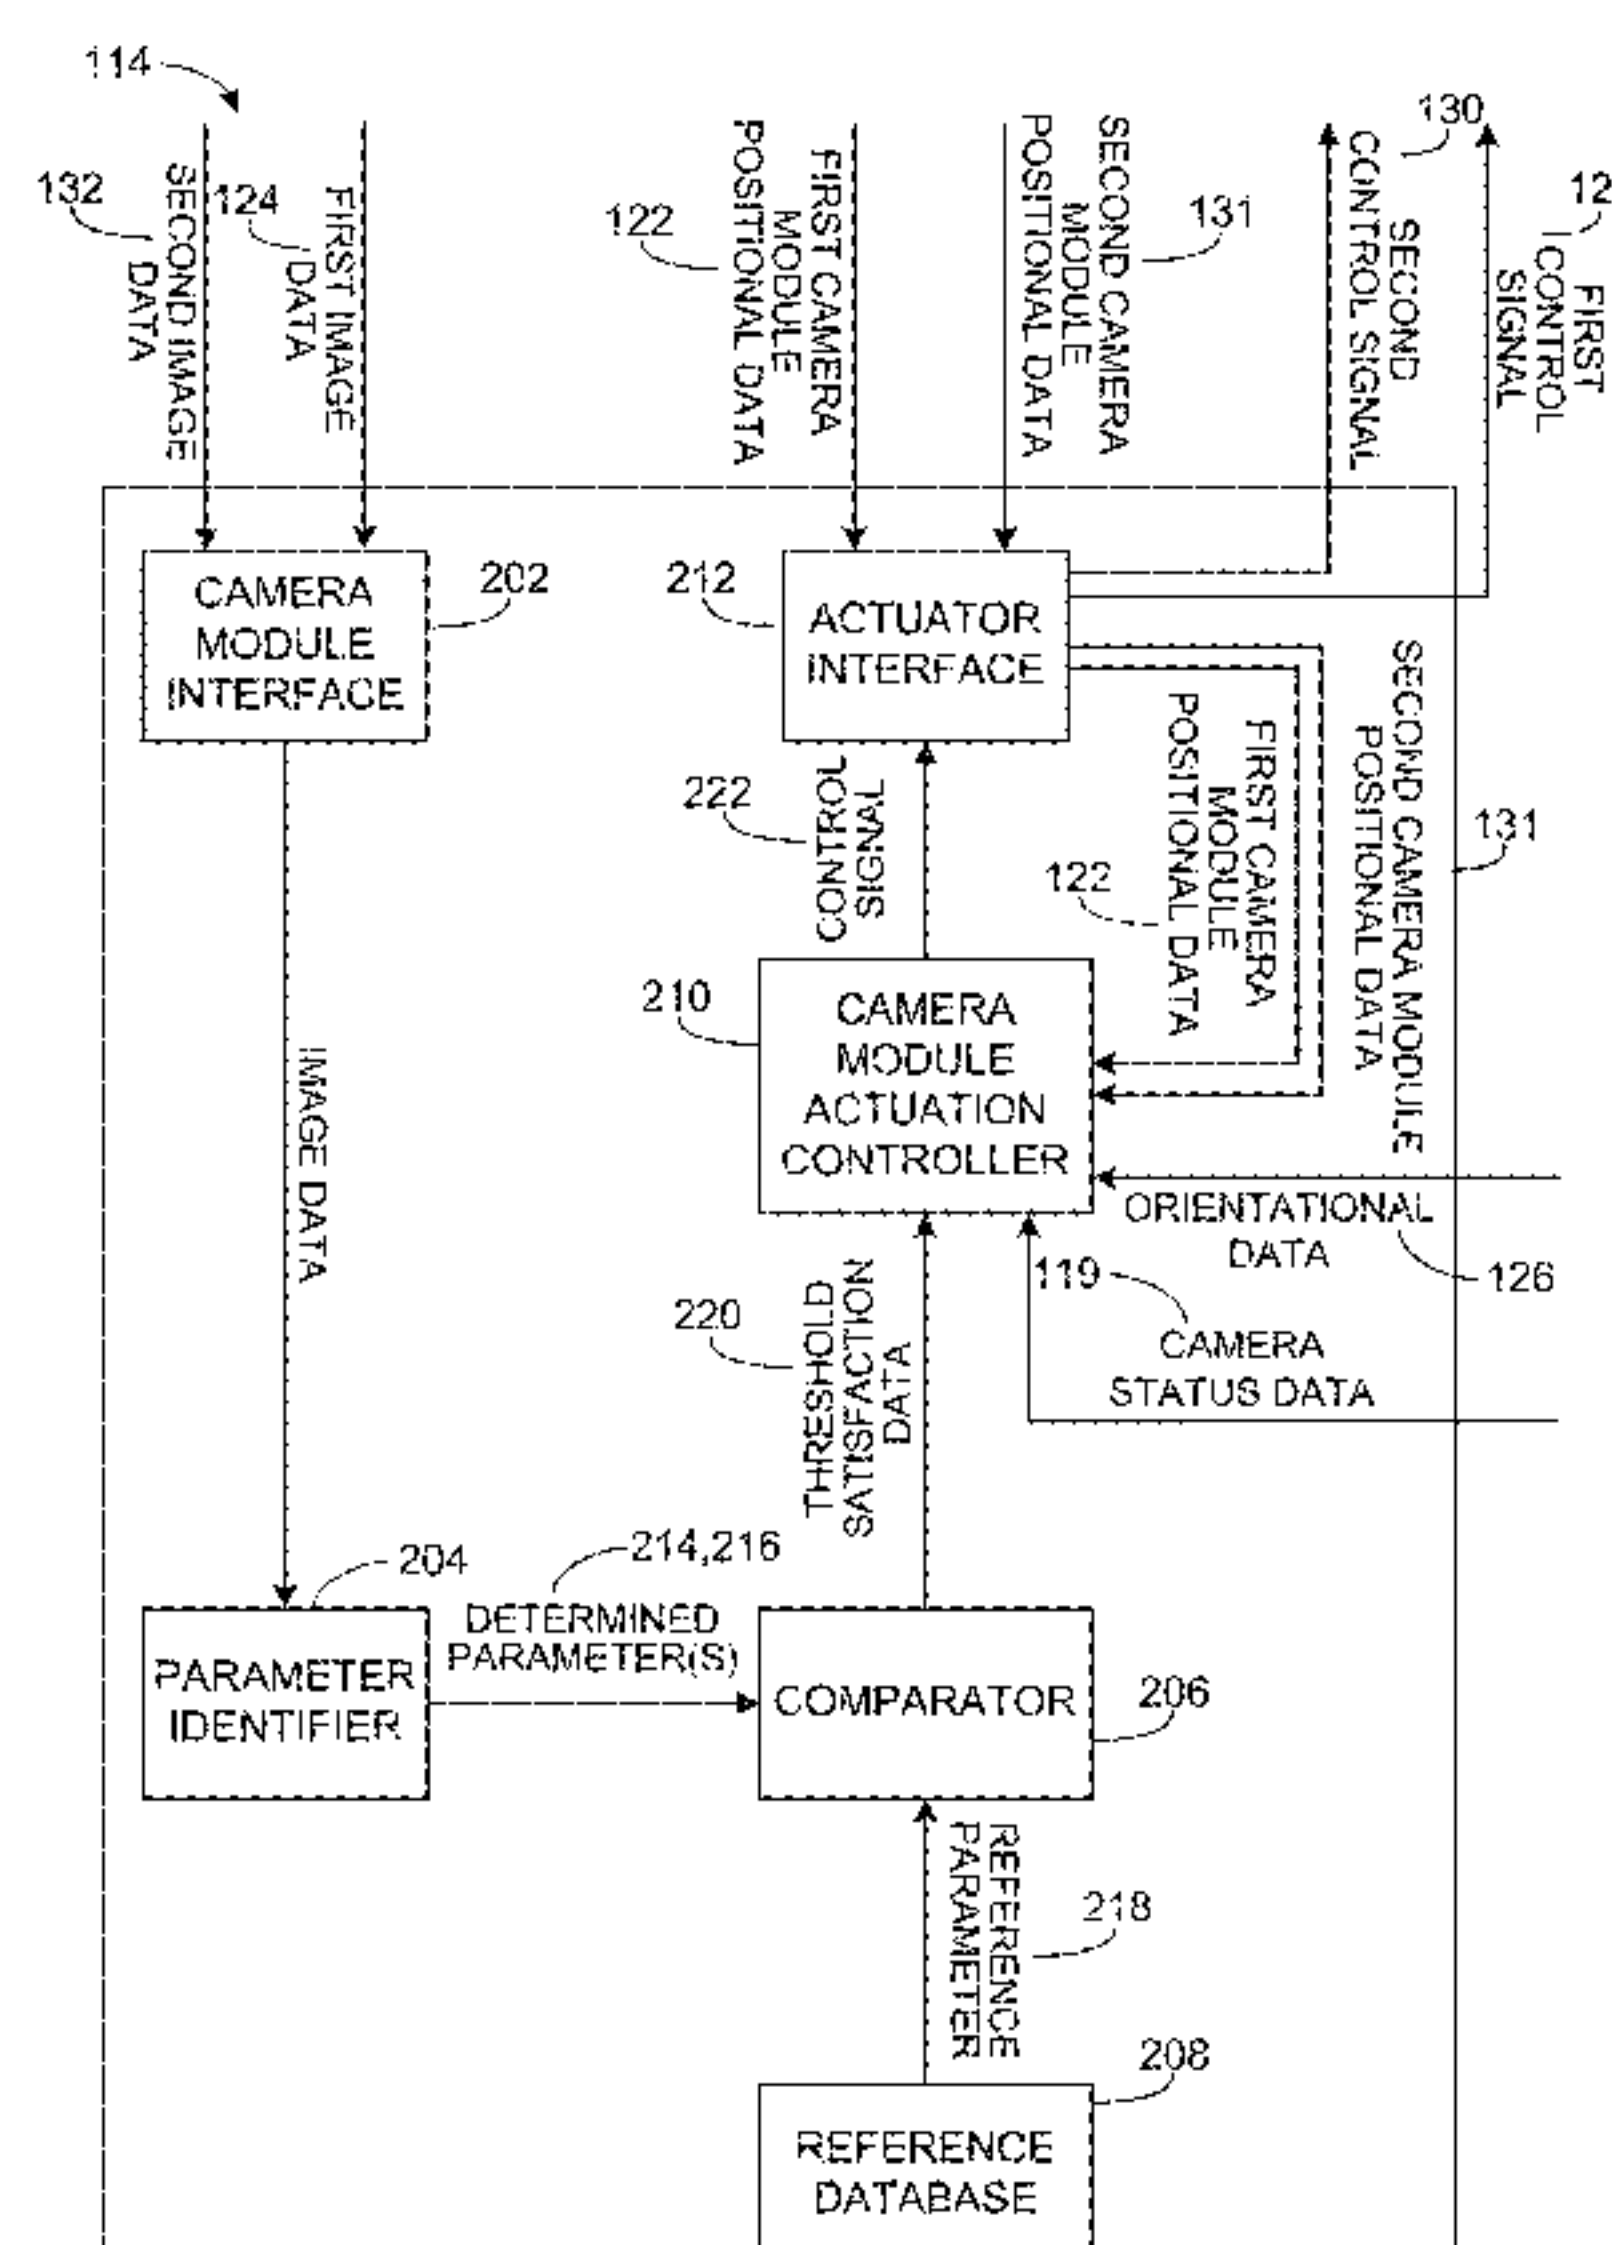 114
130
132
SECOND IMAGE
DATA
124
FIRST IMAGE
DATA
122
FIRST CAMERA
MODULE
POSITIONAL DATA
SECOND CAMERA
MODULE
POSITIONAL DATA
131
SECOND
CONTROL SIGNAL
12
FIRST
CONTROL
SIGNAL
CAMERA
MODULE
INTERFACE
202
212
ACTUATOR
INTERFACE
222
CONTROL
SIGNAL
122
FIRST CAMERA
MODULE
POSITIONAL DATA
SECOND CAMERA MODULE
POSITIONAL DATA
131
210
CAMERA
MODULE
ACTUATION
CONTROLLER
IMAGE DATA
ORIENTATIONAL
DATA
126
119
CAMERA
STATUS DATA
220
THRESHOLD
SATISFACTION
DATA
204
214,216
DETERMINED
PARAMETER(S)
PARAMETER
IDENTIFIER
COMPARATOR
206
REFERENCE
PARAMETER
218
208
REFERENCE
DATABASE